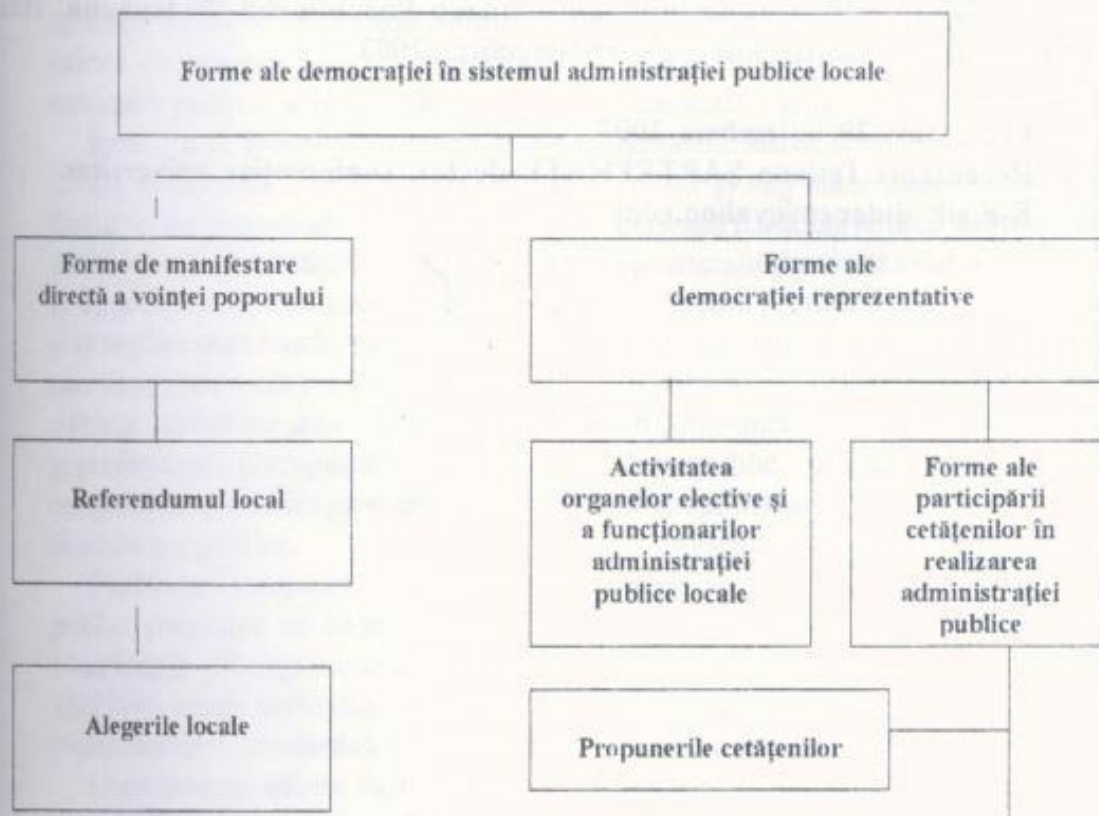 Forme ale democrației în sistemul administrației publice locale
Forme de manifestare
directă a voinței poporului
Forme ale
democrației reprezentative
Referendumul local
Activitatea
organelor elective și
a funcționarilor
administrației
publice locale
Forme ale
participării
cetățenilor în
realizarea
administrației
publice
Alegerile locale
Propunerile cetățenilor